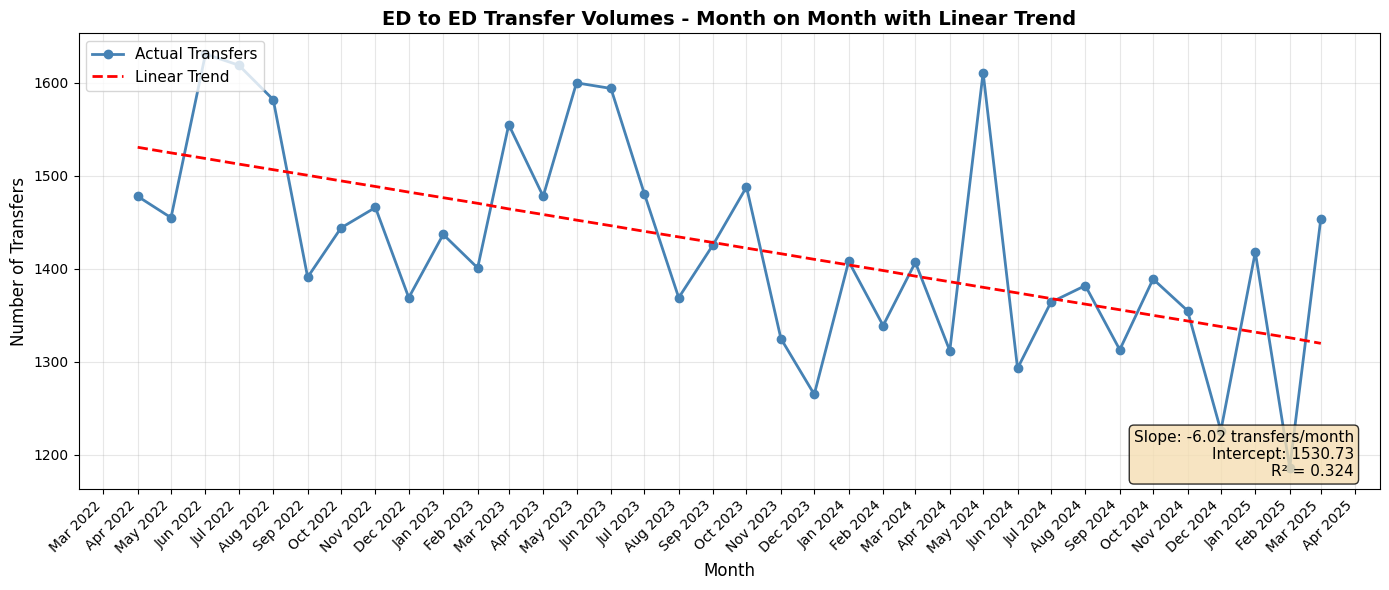 ED to ED Transfer Volumes - Month on Month with Linear Trend
Actual Transfers
Linear Trend
Number of Transfers
1600
1500
1400
1300
1200
Slope: -6.02 transfers/month
Intercept: 1530.73
R² = 0.324
Mar 2022
Apr 2022
May 2022
Jun 2022
Jul 2022
Aug 2022
Sep 2022
Oct 2022
Nov 2022
Dec 2022
Jan 2023
Feb 2023
Mar 2023
Apr 2023
May 2023
Jun 2023
Jul 2023
Aug 2023
Sep 2023
Oct 2023
Nov 2023
Dec 2023
Jan 2024
Feb 2024
Mar 2024
Apr 2024
May 2024
Jun 2024
Jul 2024
Aug 2024
Sep 2024
Oct 2024
Nov 2024
Dec 2024
Jan 2025
Feb 2025
Mar 2025
Apr 2025
Month